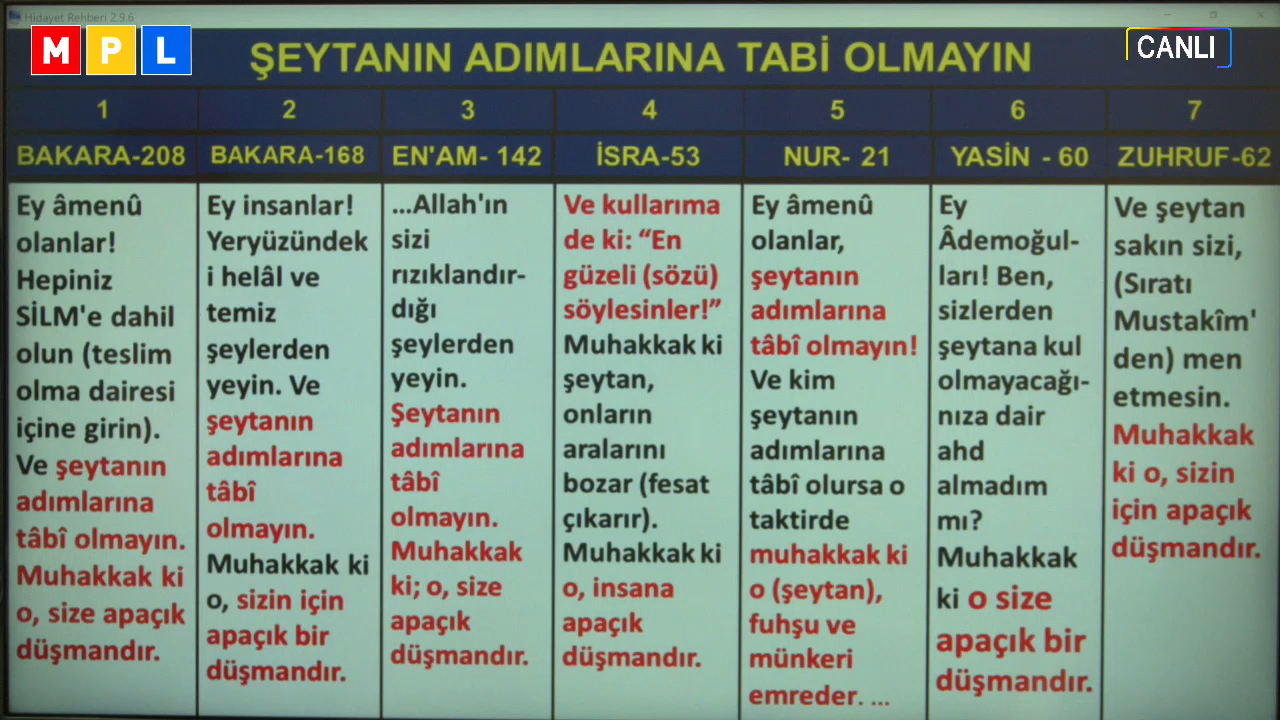 Hidayet Rehberi 2.9.6
MPL
CANLI
ŞEYTANIN ADIMLARINA TABİ OLMAYIN
1
2
3
4
5
6
7
BAKARA-208
BAKARA-168
EN'AM- 142
İSRA-53
NUR- 21
YASİN - 60
ZUHRUF-62
Ey âmenû
olanlar!
Hepiniz
SİLM'e dahil
olun (teslim
olma dairesi
içine girin).
Ve şeytanın
adımlarına
tâbî olmayın.
Muhakkak ki
o, size apaçık
düşmandır.
Ey insanlar!
Yeryüzündek
i helâl ve
temiz
şeylerden
yeyin. Ve
şeytanın
adımlarına
tâbî
olmayın.
Muhakkak ki
o, sizin için
apaçık bir
düşmandır.
...Allah'ın
sizi
rızıklandır-
dığı
şeylerden
yeyin.
Şeytanın
adımlarına
tâbî
olmayın.
Muhakkak
ki; o, size
apaçık
düşmandır.
Ve kullarıma
de ki: “En
güzeli (sözü)
söylesinler!”
Muhakkak ki
şeytan,
onların
aralarını
bozar (fesat
çıkarır).
Muhakkak ki
o, insana
apaçık
düşmandır.
Ey âmenû
olanlar,
şeytanın
adımlarına
tâbî olmayın!
Ve kim
şeytanın
adımlarına
tâbî olursa o
taktirde
muhakkak ki
o (şeytan),
fuhşu ve
münkeri
emreder. ...
Ey
Âdemoğul-
ları! Ben,
sizlerden
şeytana kul
olmayacağı-
nıza dair
ahd
almadım
mı?
Muhakkak
ki o size
apaçık bir
düşmandır.
Ve şeytan
sakın sizi,
(Sıratı
Mustakîm'
den) men
etmesin.
Muhakkak
ki o, sizin
için apaçık
düşmandır.